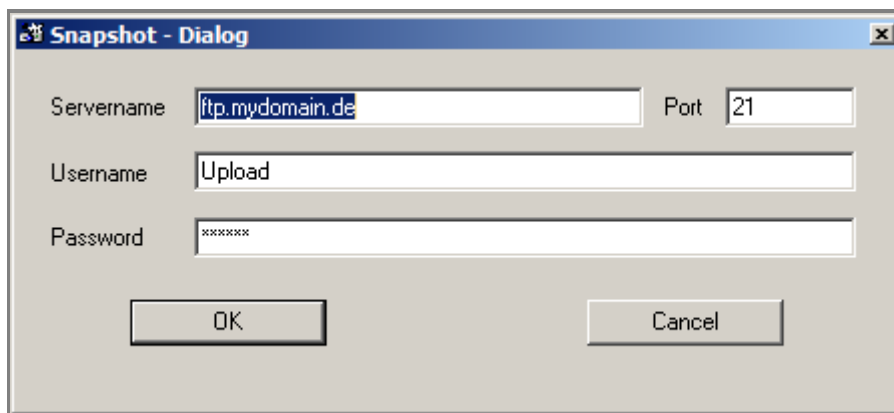 Snapshot - Dialog
Servername ftp.mydomain.de Port 21
Username Upload
Password ******
OK Cancel